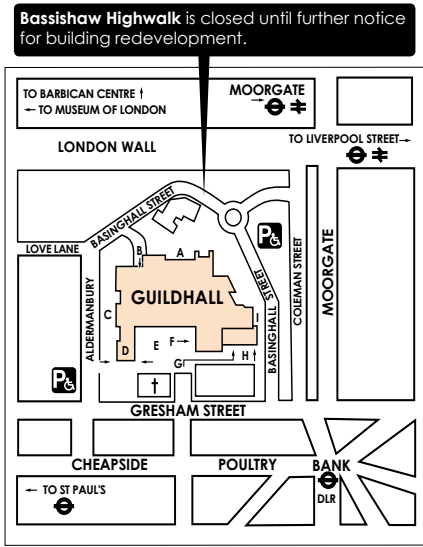 Bassishaw Highwalk is closed until further notice
for building redevelopment.
TO BARBICAN CENTRE ↑
← TO MUSEUM OF LONDON
MOORGATE
→
TO LIVERPOOL STREET→
LONDON WALL
BASINGHALL STREET
LOVE LANE
B
A
P
ALDERMANBURY
C
GUILDHALL
BASINGHALL STREET
COLEMAN STREET
MOORGATE
I
E
F →
D
→
←
G
H
P
†
GRESHAM STREET
CHEAPSIDE
POULTRY
BANK
DLR
← TO ST PAUL'S